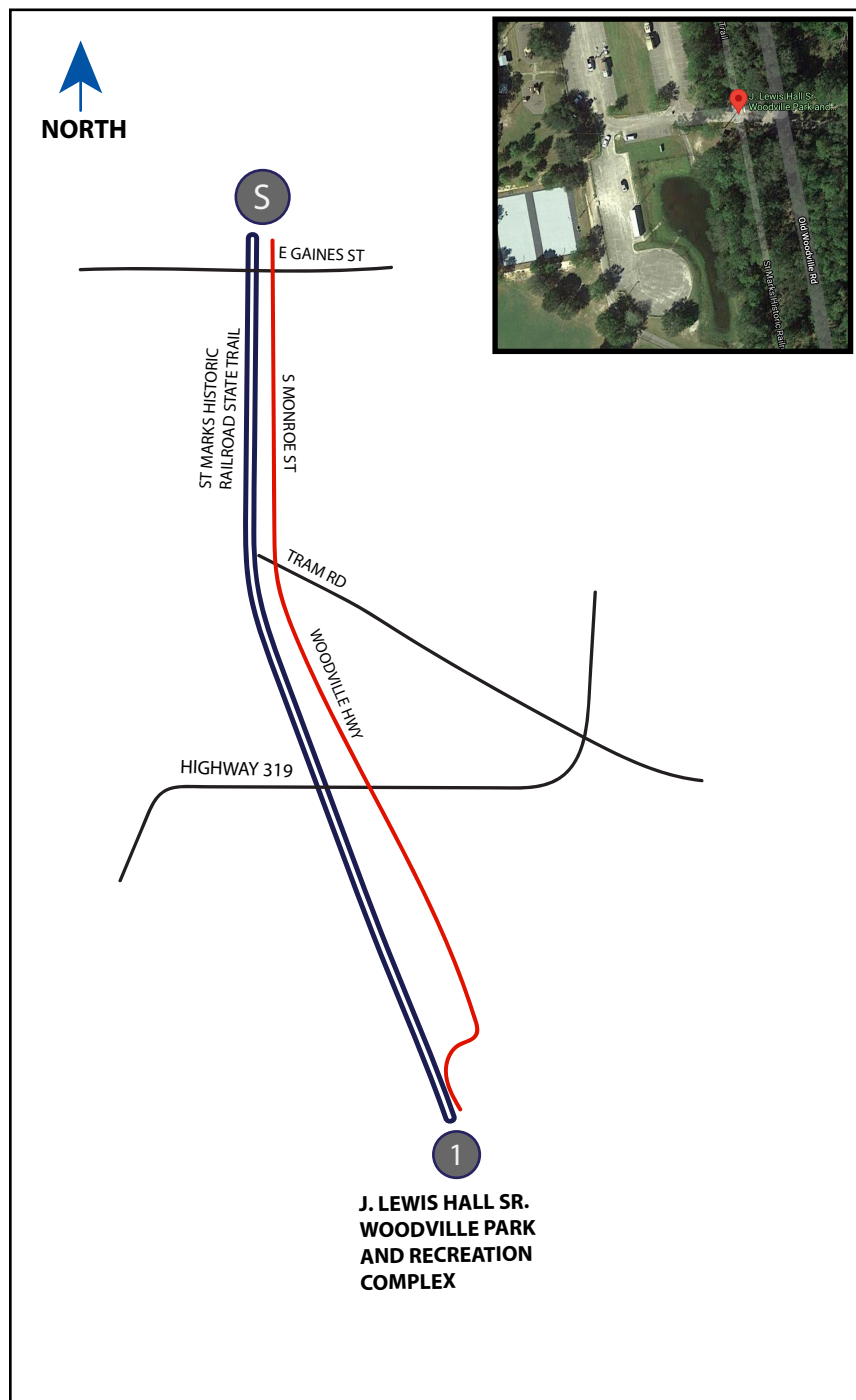 NORTH
S
E GAINES ST
ST MARKS HISTORIC
RAILROAD STATE TRAIL
S MONROE ST
TRAM RD
WOODVILLE HWY
HIGHWAY 319
1
J. LEWIS HALL SR.
WOODVILLE PARK
AND RECREATION
COMPLEX
Trail
J. Lewis Hall Sr.
Woodville Park and...
Old Woodville Rd
St Marks Historic Railr